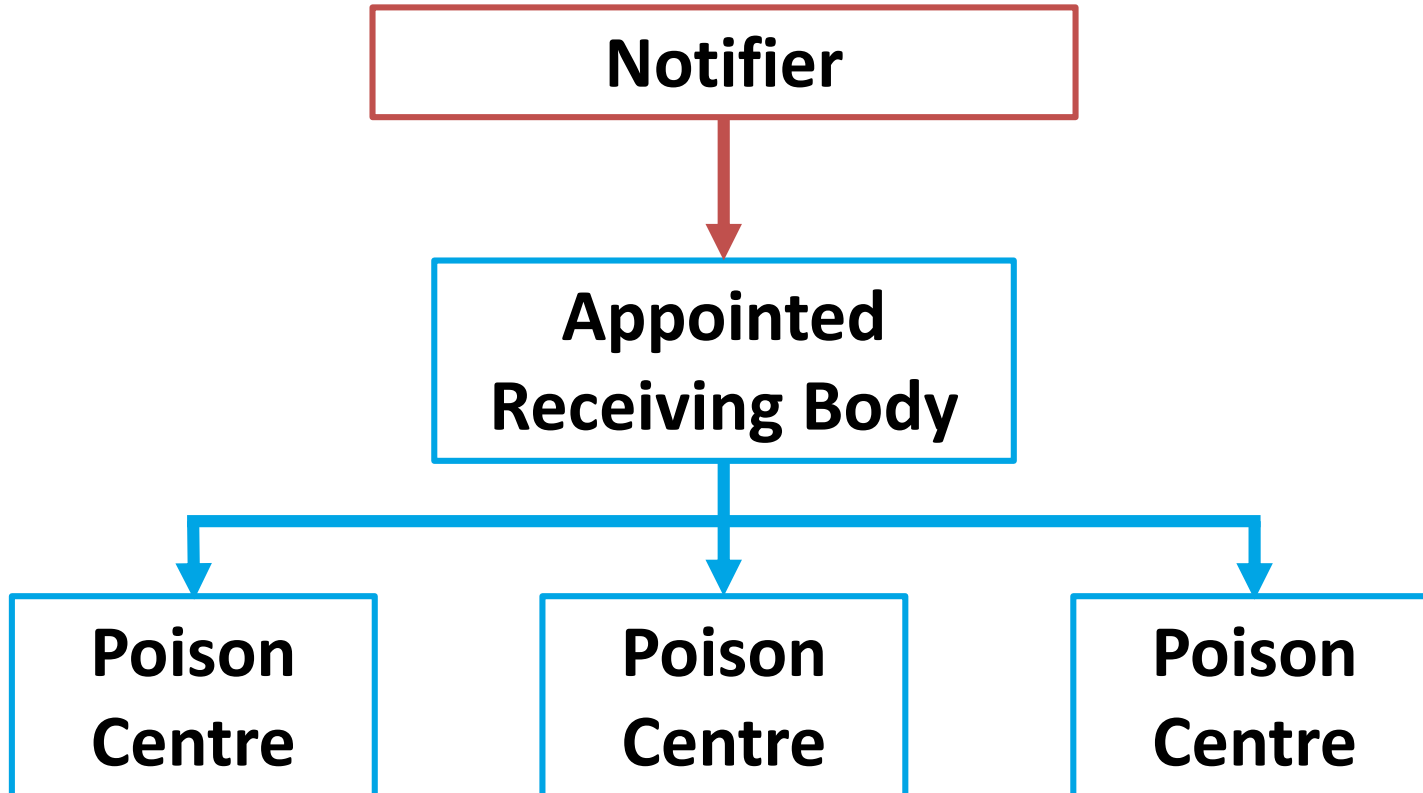 Notifier
Appointed
Receiving Body
Poison
Centre
Poison
Centre
Poison
Centre